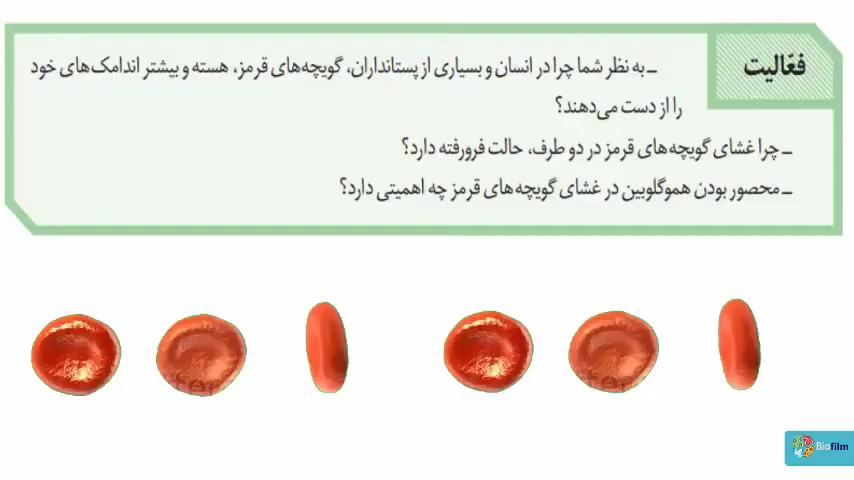 فعّالیت
ـ به نظر شما چرا در انسان و بسیاری از پستانداران، گویچه‌های قرمز، هسته و بیشتر اندامک‌های خود
را از دست می‌دهند؟
ـ چرا غشای گویچه‌های قرمز در دو طرف، حالت فرورفته دارد؟
ـ محصور بودن هموگلوبین در غشای گویچه‌های قرمز چه اهمیتی دارد؟
Biofilm